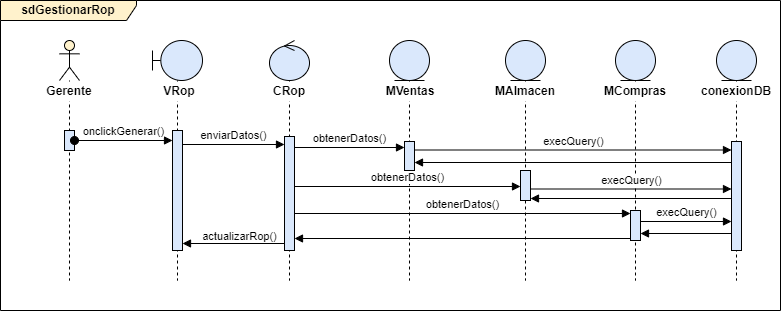 sdGestionarRop
Gerente
VRop
CRop
MVentas
MAlmacen
MCompras
conexionDB
onclickGenerar()
enviarDatos()
obtenerDatos()
execQuery()
obtenerDatos()
execQuery()
obtenerDatos()
execQuery()
actualizarRop()